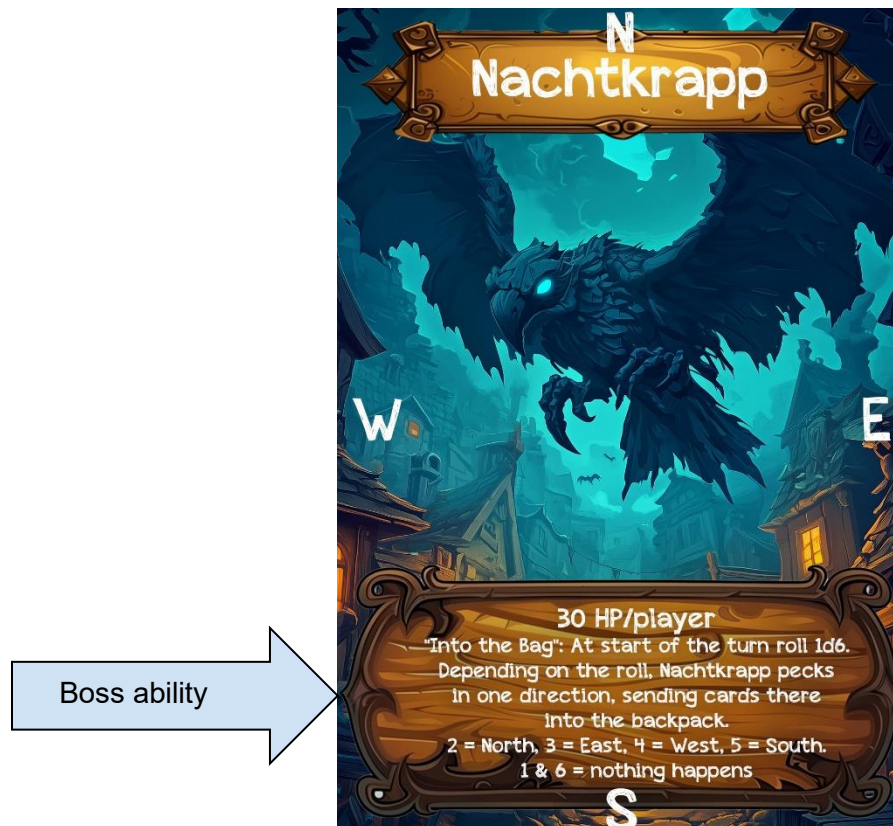 N
Nachtkrapp
W
E
Boss ability
30 HP/player
"Into the Bag": At start of the turn roll 1d6.
Depending on the roll, Nachtkrapp pecks
in one direction, sending cards there
into the backpack.
2 = North, 3 = East, 4 = West, 5 = South.
1 & 6 = nothing happens
S